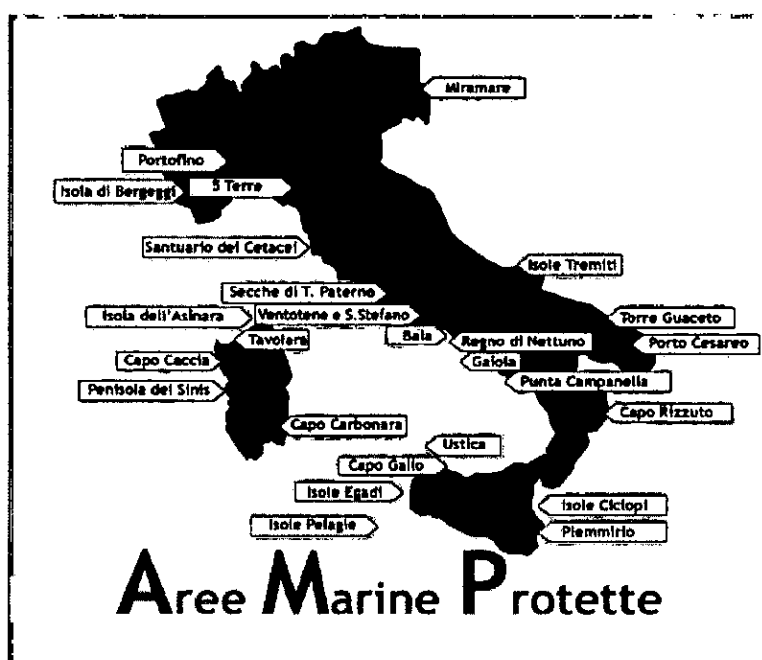 Miramare
Portofino
Isola di Bergeggi
5 Terre
Santuario dei Cetacei
Isole Tremiti
Secche di T. Paterno
Isola dell'Asinara
Ventotene e S.Stefano
Torre Guaceto
Tavolara
Baia
Regno di Nettuno
Porto Cesareo
Capo Caccia
Gaiola
Penisola del Sinis
Punta Campanella
Capo Rizzuto
Capo Carbonara
Ustica
Capo Gallo
Isole Egadi
Isole Ciclopi
Isole Pelagie
Plemmirio
Aree Marine Protette